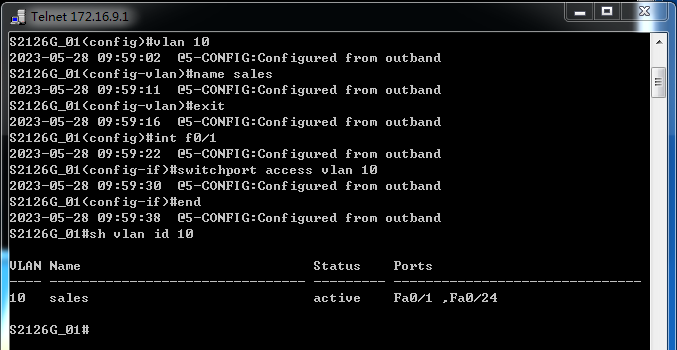 Telnet 172.16.9.1
S2126G_01(config)#vlan 10
2023-05-28 09:59:02  @5-CONFIG:Configured from outband
S2126G_01(config-vlan)#name sales
2023-05-28 09:59:11  @5-CONFIG:Configured from outband
S2126G_01(config-vlan)#exit
2023-05-28 09:59:16  @5-CONFIG:Configured from outband
S2126G_01(config)#int f0/1
2023-05-28 09:59:22  @5-CONFIG:Configured from outband
S2126G_01(config-if)#switchport access vlan 10
2023-05-28 09:59:30  @5-CONFIG:Configured from outband
S2126G_01(config-if)#end
2023-05-28 09:59:38  @5-CONFIG:Configured from outband
S2126G_01#sh vlan id 10
VLAN Name                             Status    Ports
---- -------------------------------- --------- -------------------------------
10   sales                            active    Fa0/1 ,Fa0/24
S2126G_01#